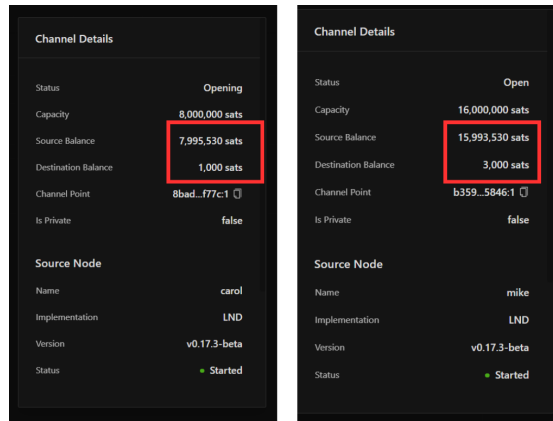 Channel Details
Status Opening
Capacity 8,000,000 sats
Source Balance 7,995,530 sats
Destination Balance 1,000 sats
Channel Point 8bad...f77c:1
Is Private false
Source Node
Name carol
Implementation LND
Version v0.17.3-beta
Status Started
Channel Details
Status Open
Capacity 16,000,000 sats
Source Balance 15,993,530 sats
Destination Balance 3,000 sats
Channel Point b359...5846:1
Is Private false
Source Node
Name mike
Implementation LND
Version v0.17.3-beta
Status Started